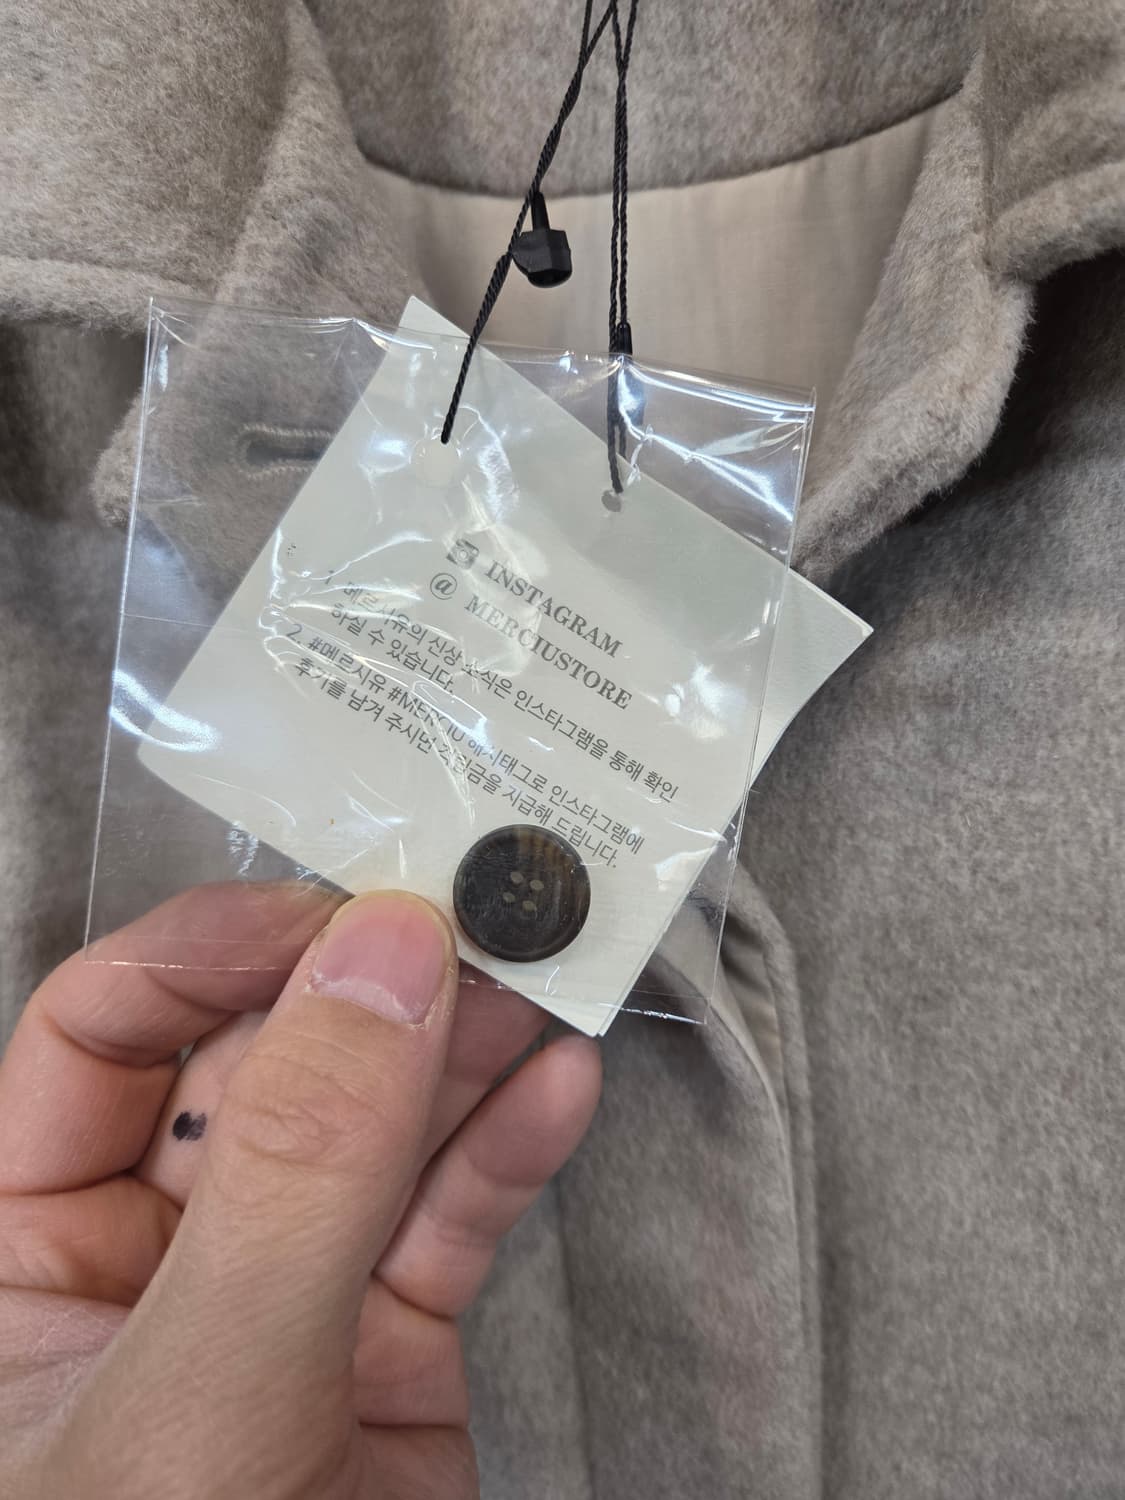 INSTAGRAM
@ MERCIUSTORE
1. 메르시유의 신상 소식은 인스타그램을 통해 확인
하실 수 있습니다.
2. #메르시유 #MERCIU 해시태그로 인스타그램에
후기를 남겨 주시면 적립금을 지급해 드립니다.